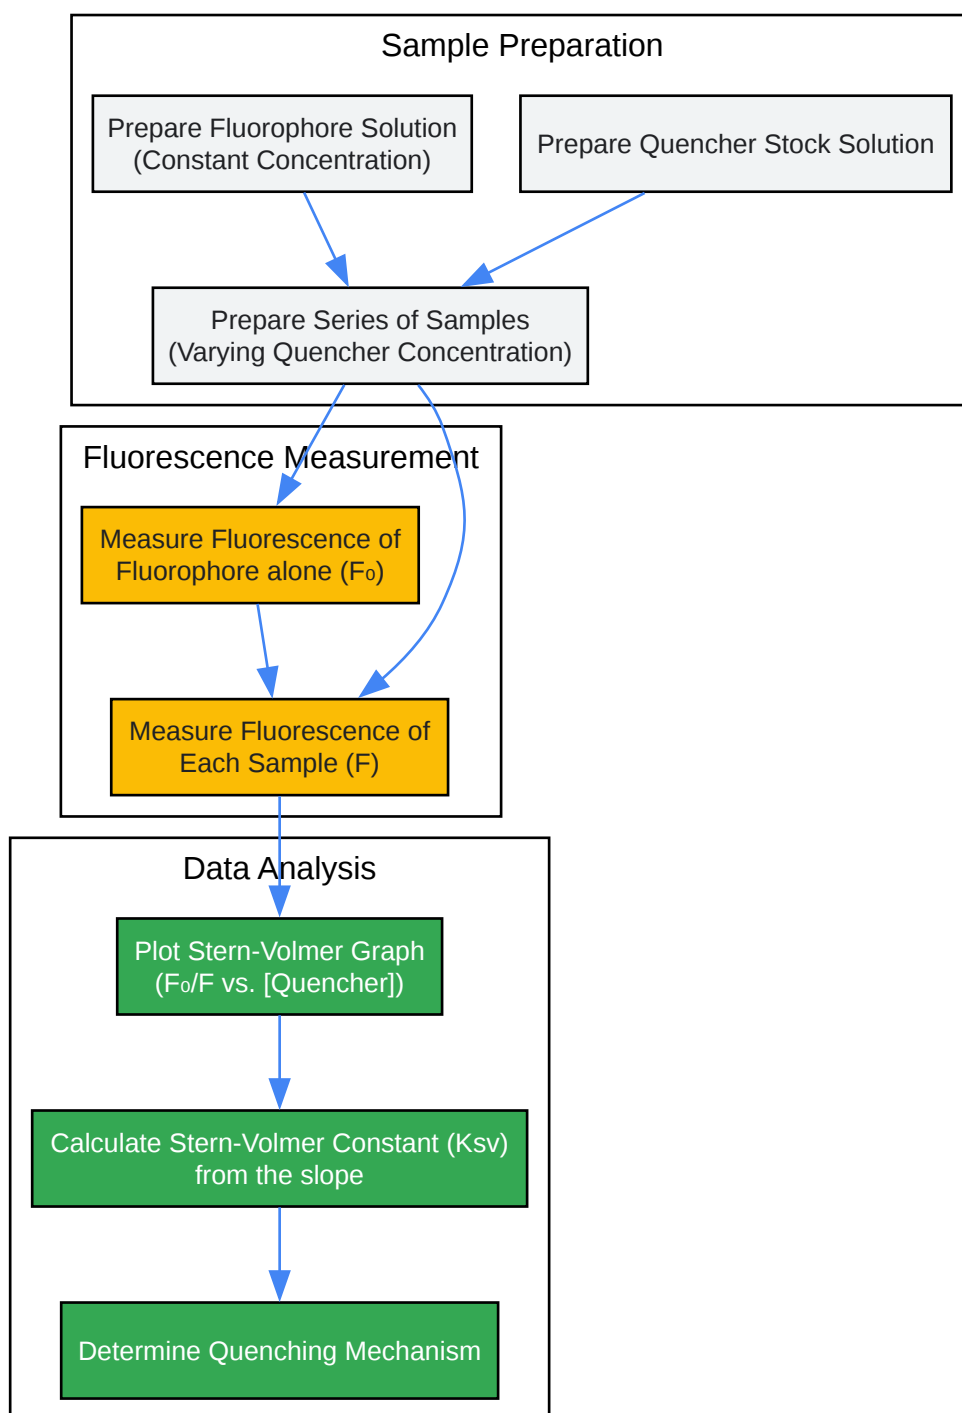 Sample Preparation
Prepare Fluorophore Solution
(Constant Concentration)
Prepare Quencher Stock Solution
Prepare Series of Samples
(Varying Quencher Concentration)
Fluorescence Measurement
Measure Fluorescence of
Fluorophore alone (F₀)
Measure Fluorescence of
Each Sample (F)
Data Analysis
Plot Stern-Volmer Graph
(F₀/F vs. [Quencher])
Calculate Stern-Volmer Constant (Ksv)
from the slope
Determine Quenching Mechanism